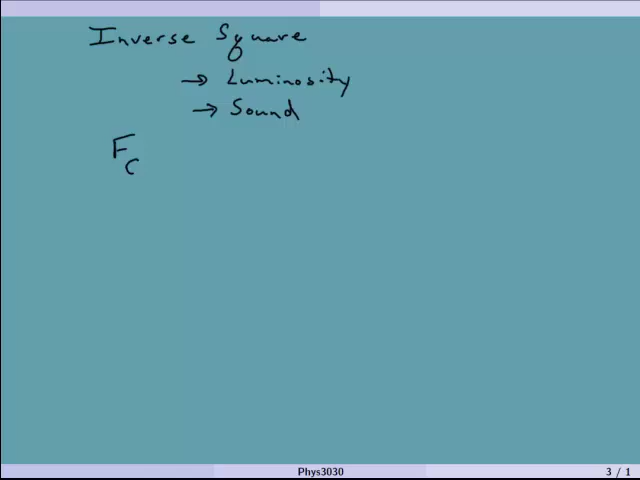 Inverse Square
→ Luminosity
→ Sound
F_C
Phys3030
3 / 1